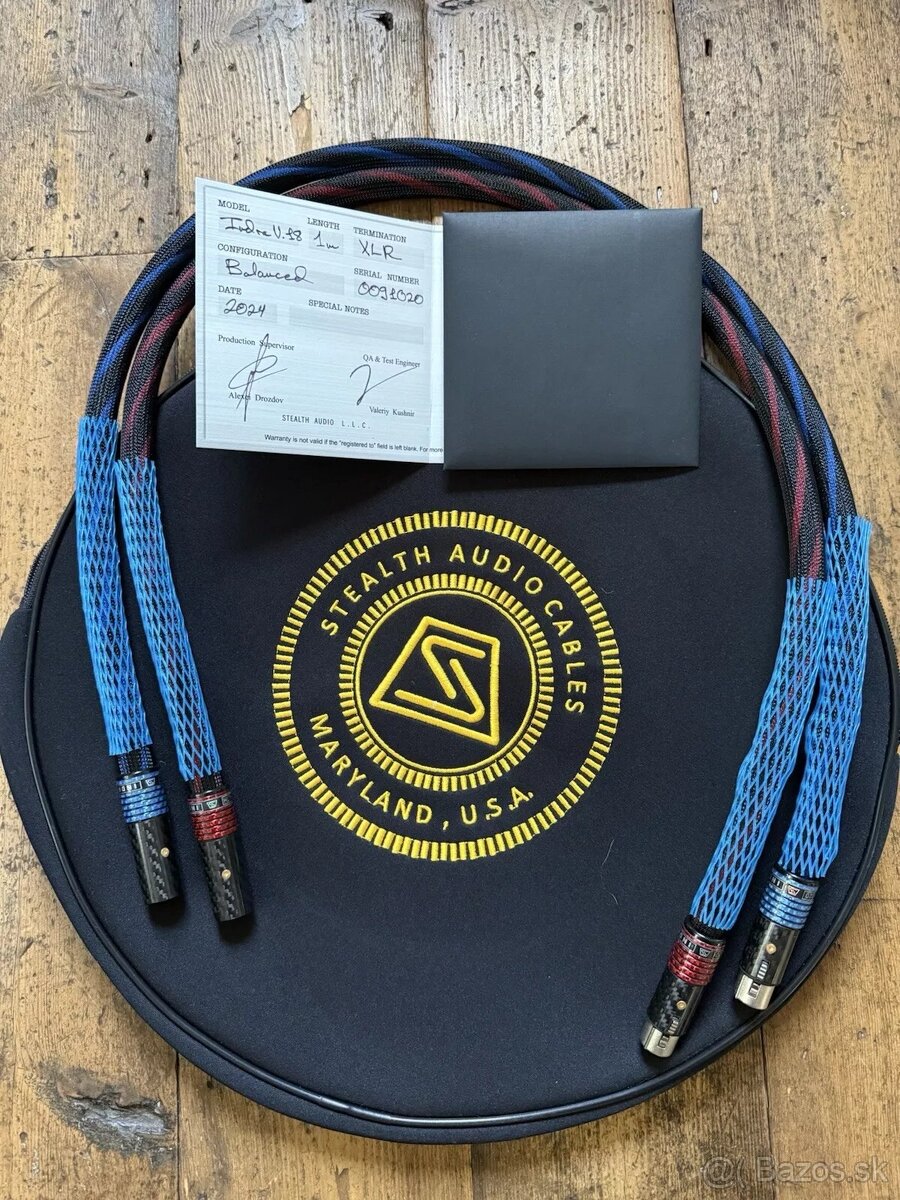 MODEL
Indra V.18
LENGTH
1m
TERMINATION
XLR
CONFIGURATION
Balanced
SERIAL NUMBER
0091020
DATE
2024
SPECIAL NOTES
Production Supervisor
Alexei Drozdov
QA & Test Engineer
Valeriy Kushnir
STEALTH AUDIO L.L.C.
Warranty is not valid if the "registered to" field is left blank. For more
STEALTH AUDIO CABLES
MARYLAND, U.S.A.
Bazos.sk